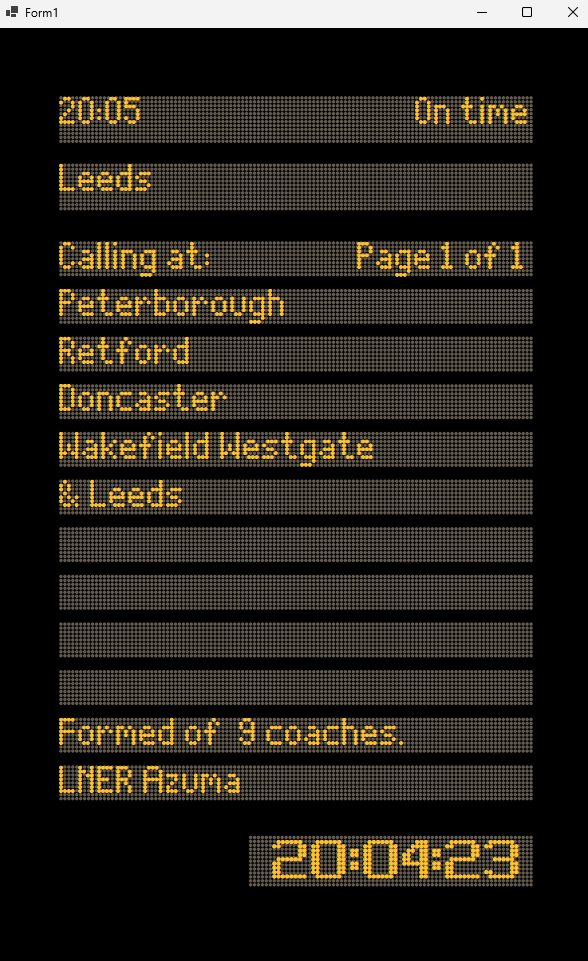 Form1
20:05 On time
Leeds
Calling at: Page 1 of 1
Peterborough
Retford
Doncaster
Wakefield Westgate
& Leeds
Formed of 9 coaches.
LNER Azuma
20:04:23